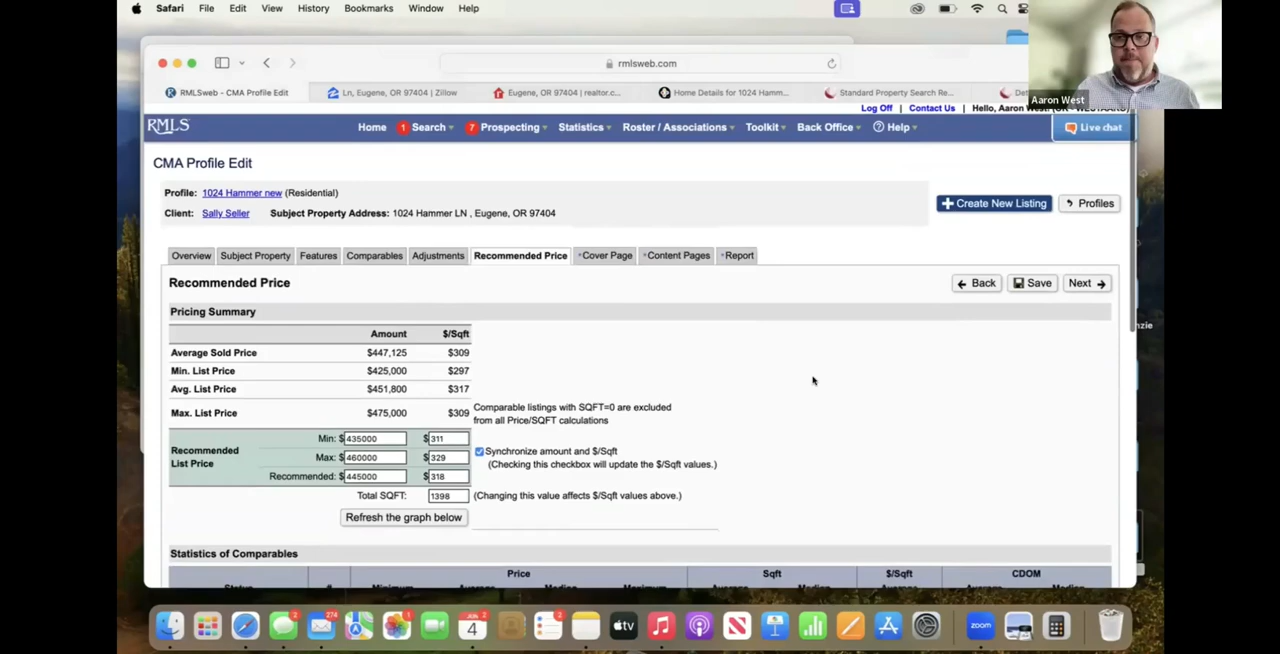 Safari File Edit View History Bookmarks Window Help
Aaron West
rmlsweb.com
RMLSweb - CMA Profile Edit
Ln, Eugene, OR 97404 | Zillow
Eugene, OR 97404 | realtor.c...
Home Details for 1024 Hamm...
Standard Property Search Re...
Log Off | Contact Us | Hello, Aaron West!
RMLS
Home 1 Search 7 Prospecting Statistics Roster / Associations Toolkit Back Office Help
Live chat
CMA Profile Edit
Profile: 1024 Hammer new (Residential)
Client: Sally Seller Subject Property Address: 1024 Hammer LN , Eugene, OR 97404
Create New Listing Profiles
Overview Subject Property Features Comparables Adjustments Recommended Price *Cover Page *Content Pages *Report
Recommended Price
Back Save Next
Pricing Summary
Amount $/Sqft
Average Sold Price $447,125 $309
Min. List Price $425,000 $297
Avg. List Price $451,800 $317
Max. List Price $475,000 $309
Comparable listings with SQFT=0 are excluded
from all Price/SQFT calculations
Recommended
List Price
Min: $ 435000 $ 311
Max: $ 460000 $ 329
Recommended: $ 445000 $ 318
Synchronize amount and $/Sqft
(Checking this checkbox will update the $/Sqft values.)
Total SQFT: 1398 (Changing this value affects $/Sqft values above.)
Refresh the graph below
Statistics of Comparables
Price Sqft $/Sqft CDOM
nzie
2
274
1
JUN
4
2
tv
zoom